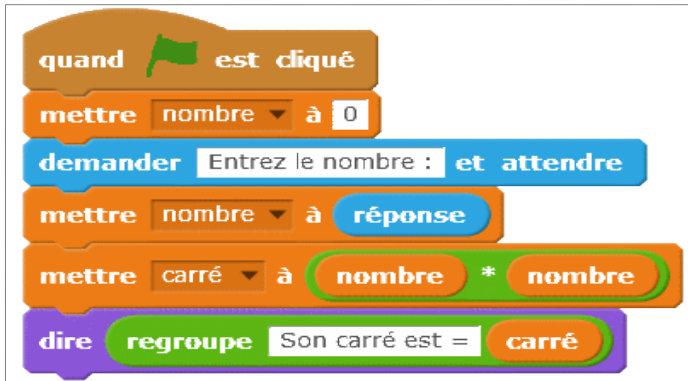 quand est cliqué
mettre nombre à 0
demander Entrez le nombre : et attendre
mettre nombre à réponse
mettre carré à nombre * nombre
dire regroupe Son carré est = carré